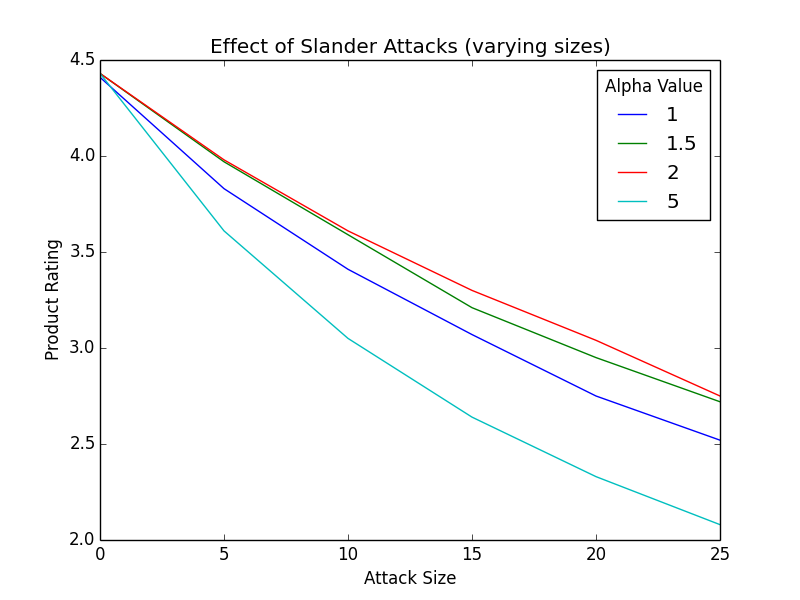 Effect of Slander Attacks (varying sizes)
Alpha Value
1
1.5
2
5
Product Rating
4.5
4.0
3.5
3.0
2.5
2.0
0 5 10 15 20 25
Attack Size